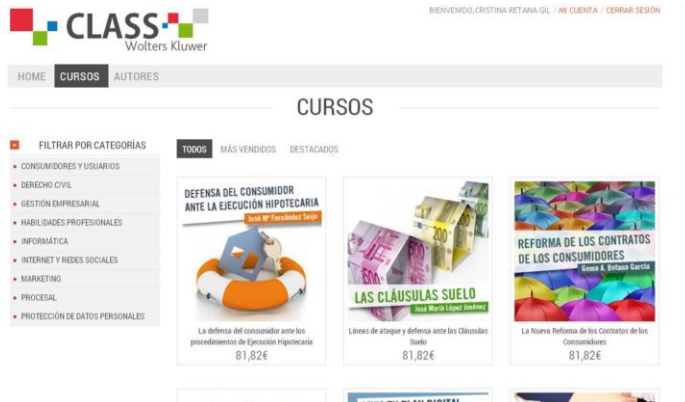 BIENVENIDO, CRISTINA RETANA GIL / MI CUENTA / CERRAR SESIÓN
CLASS
Wolters Kluwer
HOME CURSOS AUTORES
CURSOS
FILTRAR POR CATEGORÍAS
CONSUMIDORES Y USUARIOS
DERECHO CIVIL
GESTIÓN EMPRESARIAL
HABILIDADES PROFESIONALES
INFORMÁTICA
INTERNET Y REDES SOCIALES
MARKETING
PROCESAL
PROTECCIÓN DE DATOS PERSONALES
TODOS MÁS VENDIDOS DESTACADOS
DEFENSA DEL CONSUMIDOR
ANTE LA EJECUCIÓN HIPOTECARIA
José Mª Fernández Seijo
La defensa del consumidor ante los
procedimientos de Ejecución Hipotecaria
81,82€
500
200
200
LAS CLÁUSULAS SUELO
José María López Jiménez
Líneas de ataque y defensa ante las Cláusulas
Suelo
81,82€
REFORMA DE LOS CONTRATOS
DE LOS CONSUMIDORES
Gema A. Botana García
La Nueva Reforma de los Contratos de los
Consumidores
81,82€